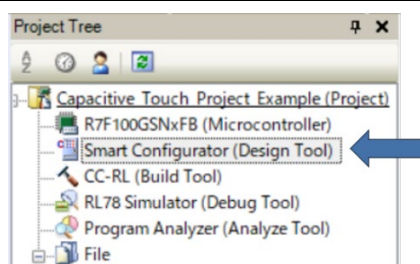 Project Tree
Capacitive Touch Project Example (Project)
R7F100GSNxFB (Microcontroller)
Smart Configurator (Design Tool)
CC-RL (Build Tool)
RL78 Simulator (Debug Tool)
Program Analyzer (Analyze Tool)
File